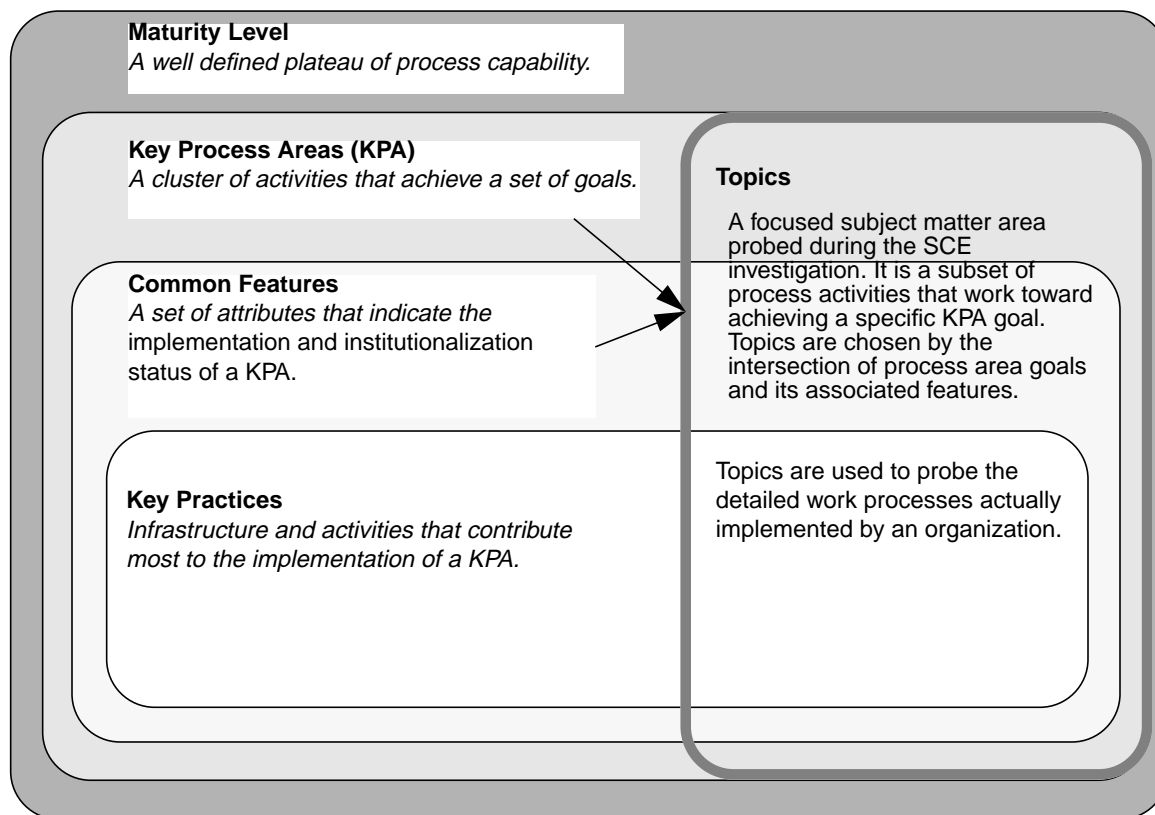 Maturity Level
A well defined plateau of process capability.
Key Process Areas (KPA)
A cluster of activities that achieve a set of goals.
Common Features
A set of attributes that indicate the
implementation and institutionalization
status of a KPA.
Key Practices
Infrastructure and activities that contribute
most to the implementation of a KPA.
Topics
A focused subject matter area
probed during the SCE
investigation. It is a subset of
process activities that work toward
achieving a specific KPA goal.
Topics are chosen by the
intersection of process area goals
and its associated features.
Topics are used to probe the
detailed work processes actually
implemented by an organization.